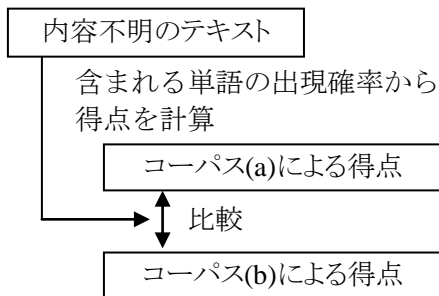 内容不明のテキスト
含まれる単語の出現確率から
得点を計算
コーパス(a)による得点
比較
コーパス(b)による得点